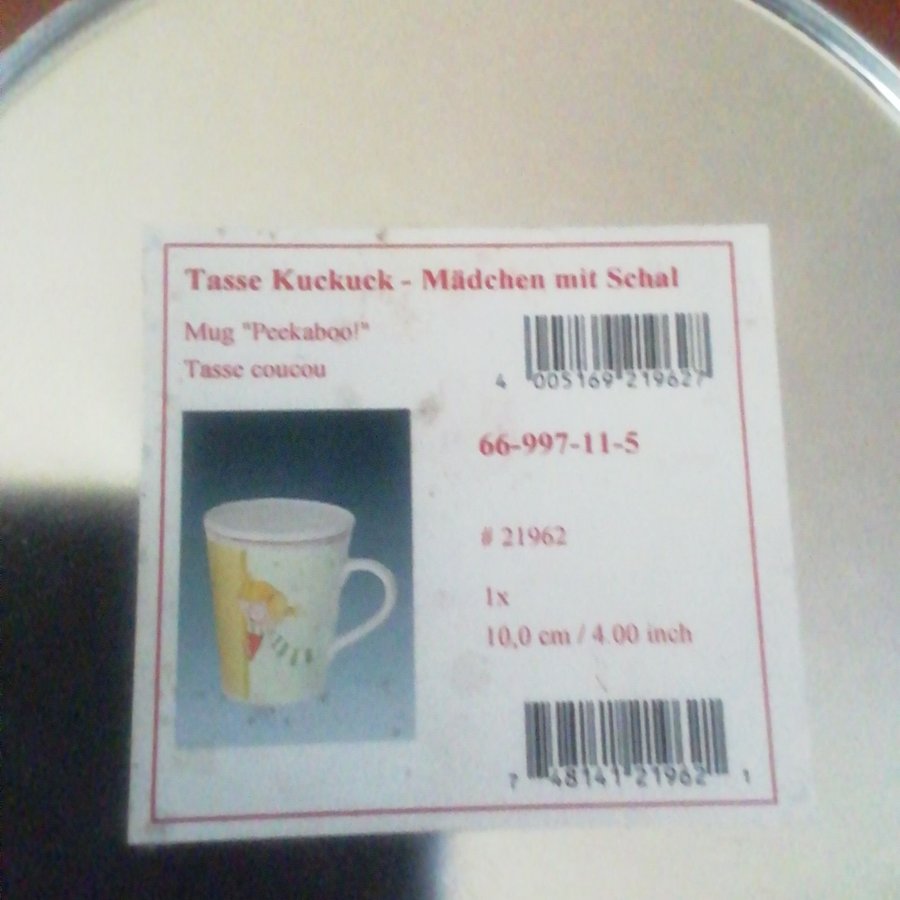 Tasse Kuckuck - Mädchen mit Schal
Mug "Peekaboo!"
Tasse coucou
4 005169 219627
66-997-11-5
# 21962
1x
10,0 cm / 4.00 inch
7 48141 21962 1